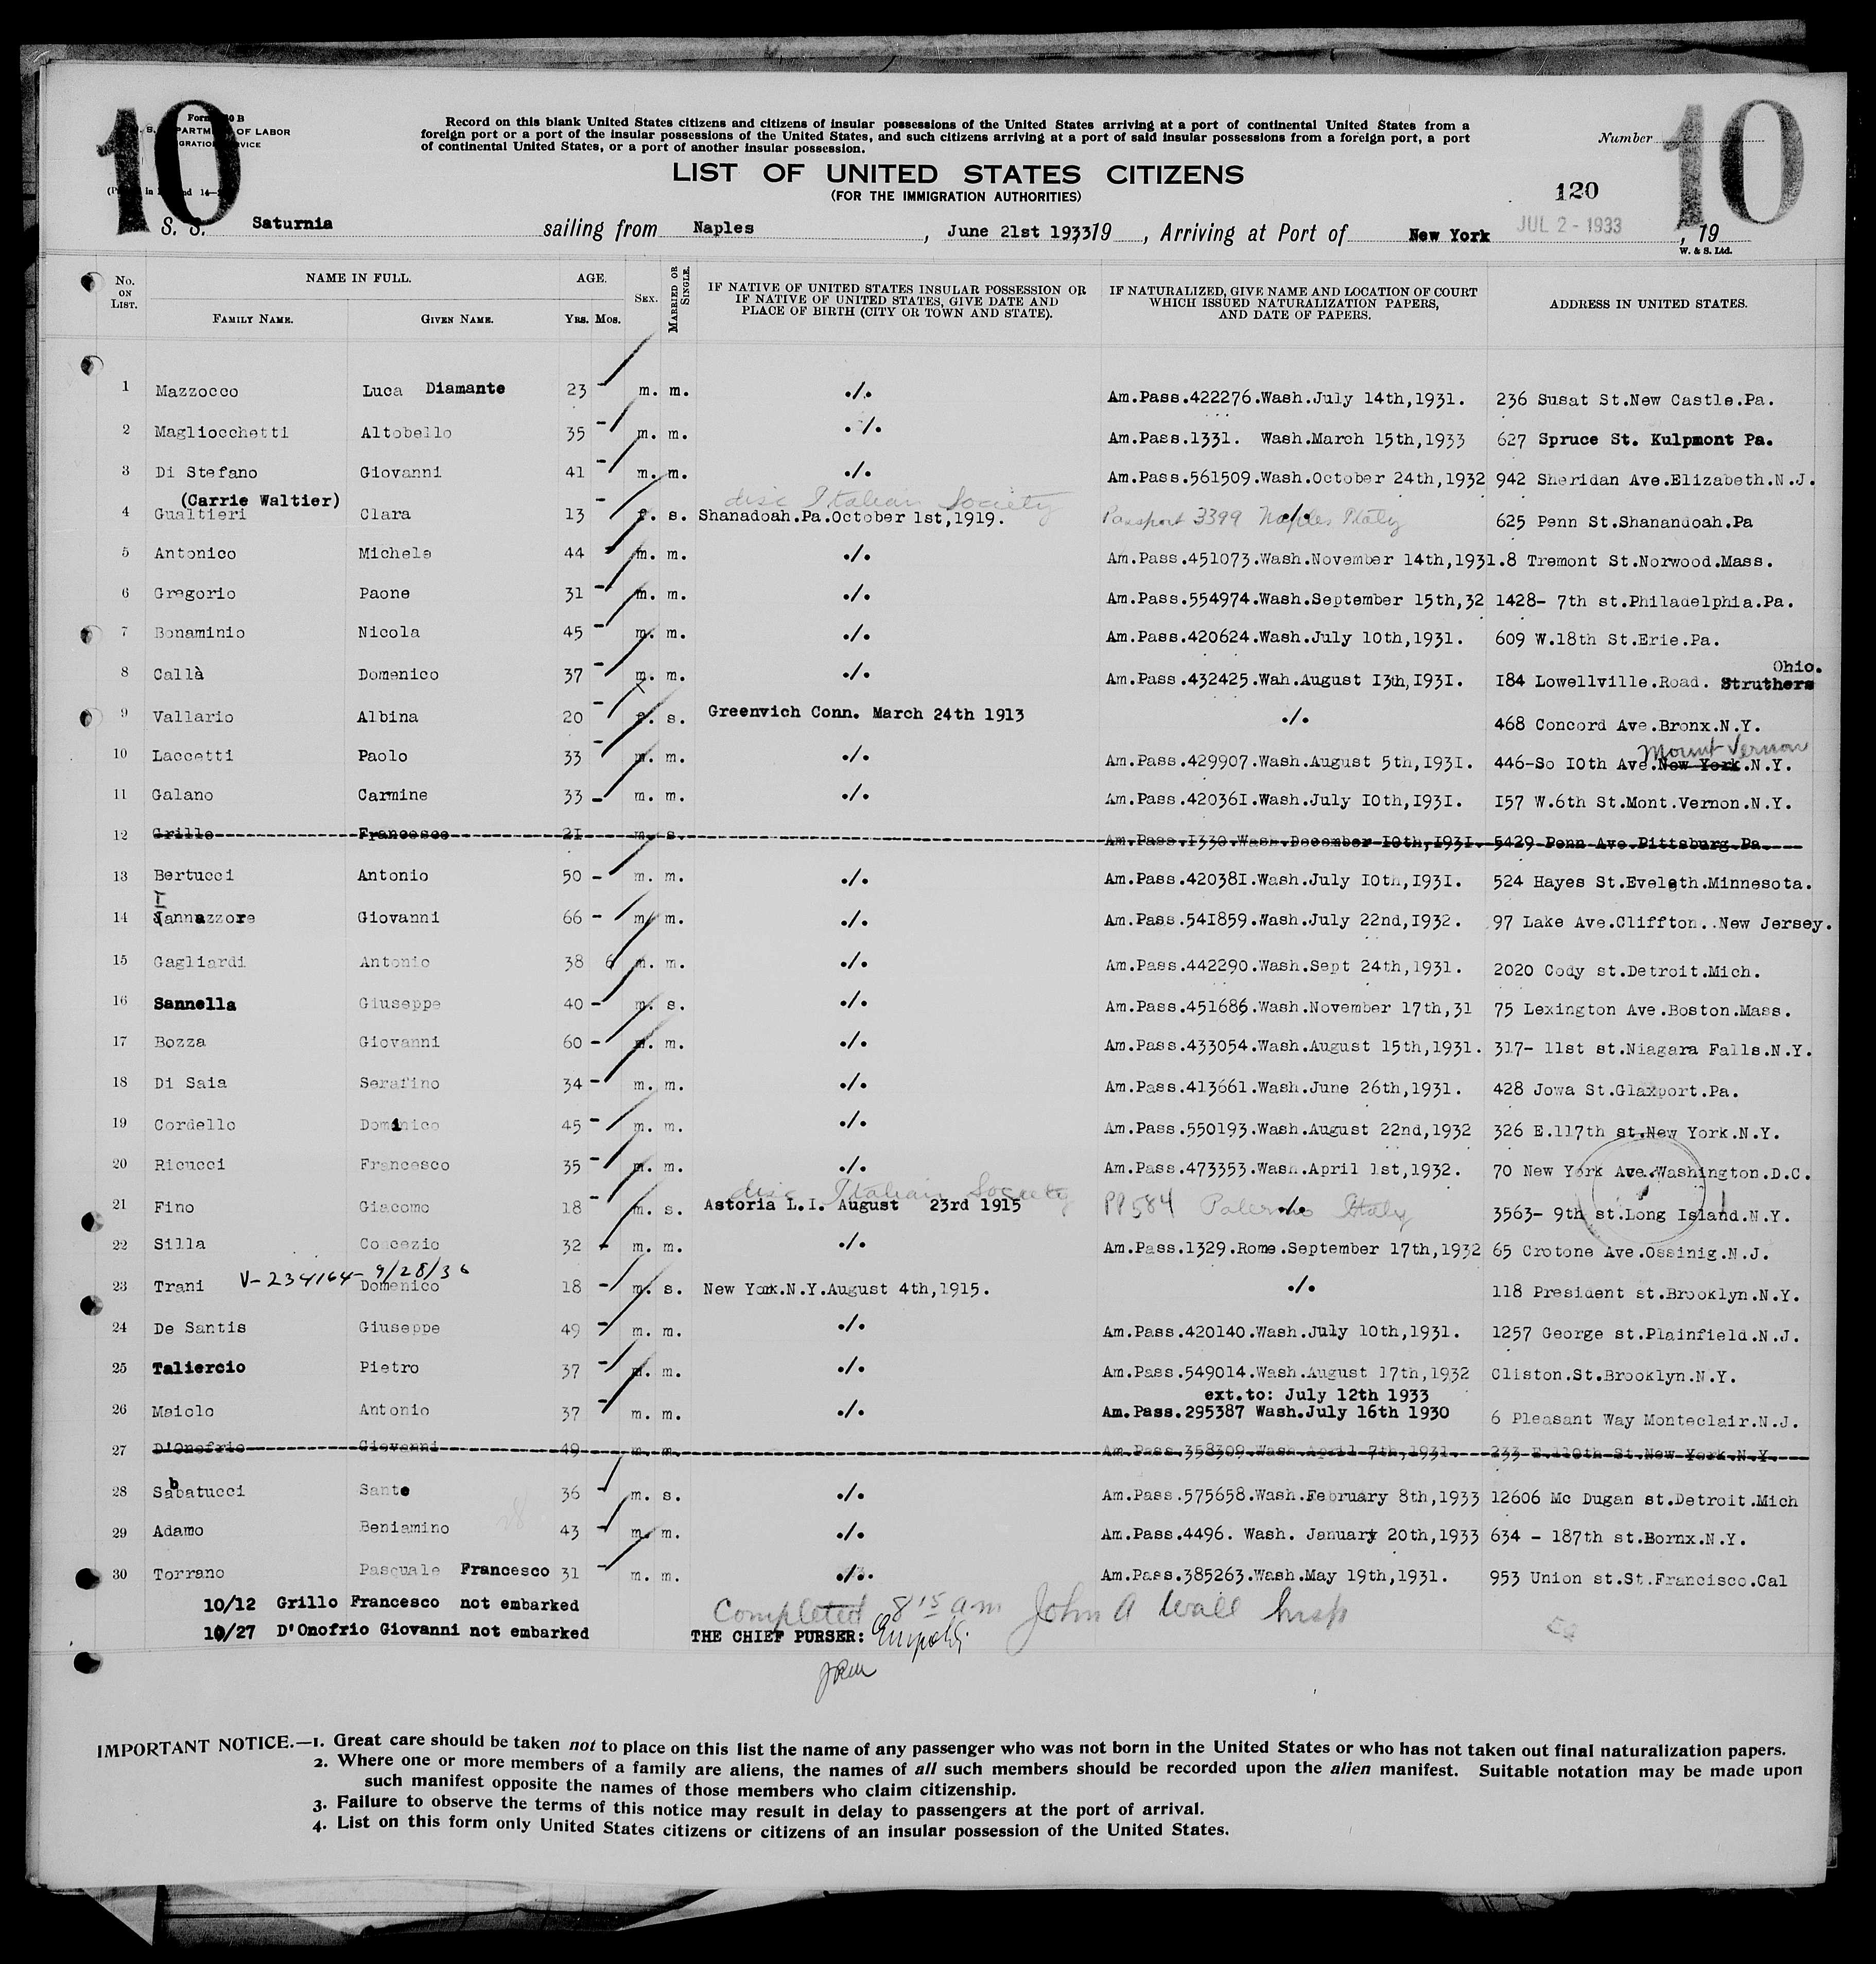 10
10
Form 630 B
U. S. DEPARTMENT OF LABOR
IMMIGRATION SERVICE
Record on this blank United States citizens and citizens of insular possessions of the United States arriving at a port of continental United States from a
foreign port or a port of the insular possessions of the United States, and such citizens arriving at a port of said insular possessions from a foreign port, a port
of continental United States, or a port of another insular possession.
Number
LIST OF UNITED STATES CITIZENS
(FOR THE IMMIGRATION AUTHORITIES)
120
S. S. Saturnia sailing from Naples, June 21st 1933 19, Arriving at Port of New York JUL 2 - 1933, 19
W. & S. Ltd.
No. ON LIST. NAME IN FULL. FAMILY NAME. GIVEN NAME. AGE. YRS. MOS. SEX. MARRIED OR SINGLE. IF NATIVE OF UNITED STATES INSULAR POSSESSION OR IF NATIVE OF UNITED STATES, GIVE DATE AND PLACE OF BIRTH (CITY OR TOWN AND STATE). IF NATURALIZED, GIVE NAME AND LOCATION OF COURT WHICH ISSUED NATURALIZATION PAPERS, AND DATE OF PAPERS. ADDRESS IN UNITED STATES.
1 Mazzocco Luca Diamante 23 - m. m. ./. Am.Pass.422276.Wash.July 14th,1931. 236 Susat St.New Castle.Pa.
2 Magliocchetti Altobello 35 - m. m. ./. Am.Pass.1331. Wash.March 15th,1933 627 Spruce St. Kulpmont Pa.
3 Di Stefano Giovanni 41 - m. m. ./. Am.Pass.561509.Wash.October 24th,1932 942 Sheridan Ave.Elizabeth.N.J.
(Carrie Waltier) disc Italian Society
4 Gualtieri Clara 13 - f. s. Shanadoah.Pa.October 1st,1919. Passport 3399 Naples Italy ./. 625 Penn St.Shanandoah.Pa
5 Antonico Michele 44 - m. m. ./. Am.Pass.451073.Wash.November 14th,1931. 8 Tremont St.Norwood.Mass.
6 Gregorio Paone 31 - m. m. ./. Am.Pass.554974.Wash.September 15th,32 1428- 7th st.Philadelphia.Pa.
7 Bonaminio Nicola 45 - m. m. ./. Am.Pass.420624.Wash.July 10th,1931. 609 W.18th St.Erie.Pa.
Ohio.
8 Callà Domenico 37 - m. m. ./. Am.Pass.432425.Wah.August I3th,I93I. I84 Lowellville.Road. Struthers
9 Vallario Albina 20 - f. s. Greenvich Conn. March 24th 1913 ./. 468 Concord Ave.Bronx.N.Y.
Mount Vernon
10 Laccetti Paolo 33 - m. m. ./. Am.Pass.429907.Wash.August 5th,I93I. 446-So I0th Ave.New York.N.Y.
11 Galano Carmine 33 - m. m. ./. Am.Pass.42036I.Wash.July I0th,I93I. I57 W.6th St.Mont.Vernon.N.Y.
12 Grillo Francesco 2I m. s. Am.Pass.I330.Wash.December I0th,I93I. 5429 Penn Ave.Pittsburg.Pa.
13 Bertucci Antonio 50 - m. m. ./. Am.Pass.42038I.Wash.July I0th,I93I. 524 Hayes St.Eveleth.Minnesota.
14 Iannazzore Giovanni 66 - m. m. ./. Am.Pass.54I859.Wash.July 22nd,I932. 97 Lake Ave.Cliffton..New Jersey.
15 Gagliardi Antonio 38 6 m. m. ./. Am.Pass.442290.Wash.Sept 24th,1931. 2020 Cody st.Detroit.Mich.
16 Sannella Giuseppe 40 - m. s. ./. Am.Pass.451686.Wash.November 17th,31 75 Lexington Ave.Boston.Mass.
17 Bozza Giovanni 60 - m. m. ./. Am.Pass.433054.Wash.August 15th,1931. 317- 11st st.Niagara Falls.N.Y.
18 Di Saia Serafino 34 - m. m. ./. Am.Pass.413661.Wash.June 26th,1931. 428 Jowa St.Glaxport.Pa.
19 Cordello Dominico 45 - m. m. ./. Am.Pass.550193.Wash.August 22nd,1932 326 E.117th st.New York.N.Y.
20 Ricucci Francesco 35 - m. m. ./. Am.Pass.473353.Wash.April 1st,1932. 70 New York Ave.Washington.D.C.
disc Italian Society
21 Fino Giacomo 18 - m. s. Astoria L.I. August 23rd 1915 PP 584 Palermo Italy ./. 3563- 9th st.Long Island.N.Y.
22 Silla Concezio 32 - m. m. ./. Am.Pass.1329.Rome.September 17th,1932 65 Crotone Ave.Ossinig.N.J.
V-234164- 9/28/36
23 Trani Domenico 18 - m. s. New York.N.Y.August 4th,1915. ./. 118 President st.Brooklyn.N.Y.
24 De Santis Giuseppe 49 - m. m. ./. Am.Pass.420140.Wash.July 10th,1931. 1257 George st.Plainfield.N.J.
25 Taliercio Pietro 37 - m. m. ./. Am.Pass.549014.Wash.August 17th,1932 Cliston.St.Brooklyn.N.Y.
ext.to: July 12th 1933
26 Maiolo Antonio 37 - m. m. ./. Am.Pass.295387 Wash.July 16th 1930 6 Pleasant Way Monteclair.N.J.
27 D'Onofrio Giovanni 49 m. m. Am.Pass.358309.Wash.April 7th,1931. 233 E.110th St.New York.N.Y.
28 Sabatucci Sante 36 - m. s. ./. Am.Pass.575658.Wash.February 8th,1933 12606 Mc Dugan st.Detroit.Mich
29 Adamo Beniamino 43 - m. m. ./. Am.Pass.4496. Wash. January 20th,1933 634 - 187th st.Bornx.N.Y.
30 Torrano Pasquale Francesco 31 - m. m. ./. Am.Pass.385263.Wash.May 19th,1931. 953 Union st.St.Francisco.Cal
10/12 Grillo Francesco not embarked Completed 8 15 am John A Wall Insp
10/27 D'Onofrio Giovanni not embarked THE CHIEF PURSER:
IMPORTANT NOTICE.—1. Great care should be taken not to place on this list the name of any passenger who was not born in the United States or who has not taken out final naturalization papers.
2. Where one or more members of a family are aliens, the names of all such members should be recorded upon the alien manifest. Suitable notation may be made upon
such manifest opposite the names of those members who claim citizenship.
3. Failure to observe the terms of this notice may result in delay to passengers at the port of arrival.
4. List on this form only United States citizens or citizens of an insular possession of the United States.